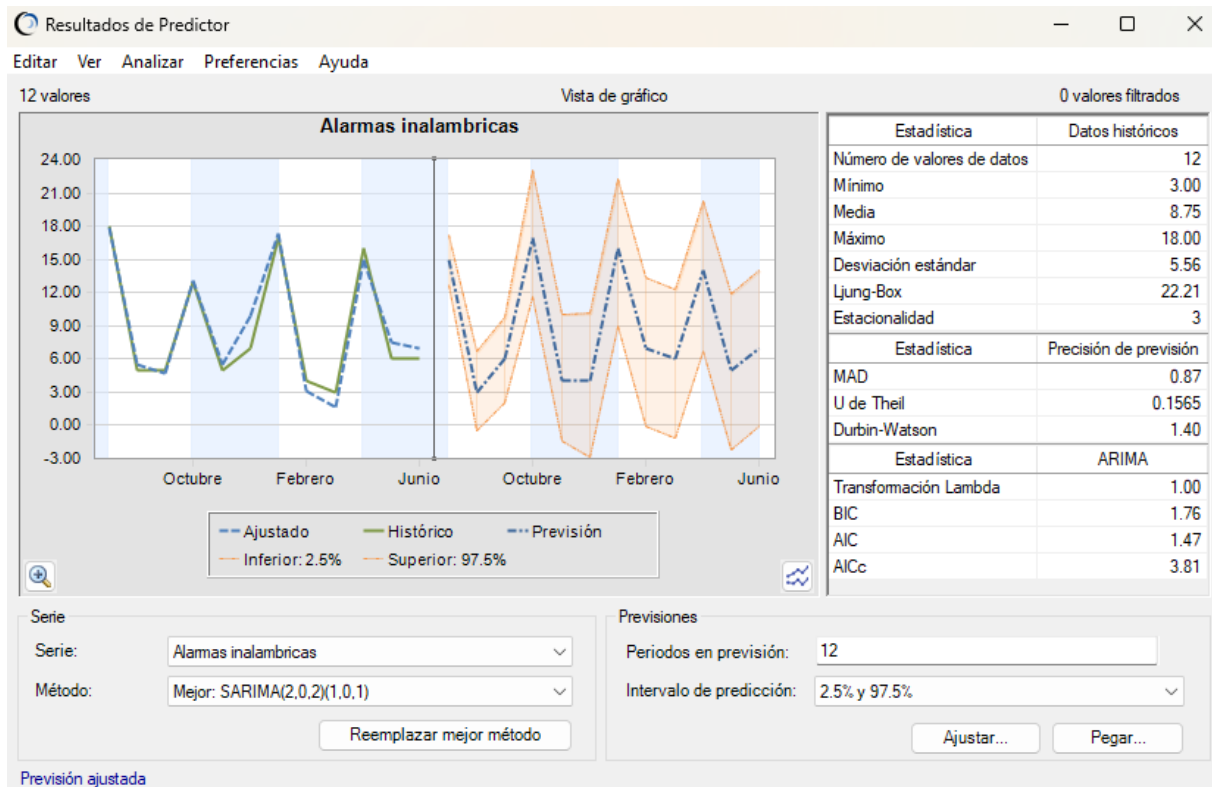 Resultados de Predictor
Editar Ver Analizar Preferencias Ayuda
12 valores Vista de gráfico 0 valores filtrados
Alarmas inalambricas
24.00
21.00
18.00
15.00
12.00
9.00
6.00
3.00
0.00
-3.00
Octubre Febrero Junio Octubre Febrero Junio
Ajustado Histórico Previsión
Inferior: 2.5% Superior: 97.5%
Estadística Datos históricos
Número de valores de datos 12
Mínimo 3.00
Media 8.75
Máximo 18.00
Desviación estándar 5.56
Ljung-Box 22.21
Estacionalidad 3
Estadística Precisión de previsión
MAD 0.87
U de Theil 0.1565
Durbin-Watson 1.40
Estadística ARIMA
Transformación Lambda 1.00
BIC 1.76
AIC 1.47
AICc 3.81
Serie
Serie: Alarmas inalambricas
Método: Mejor: SARIMA(2,0,2)(1,0,1)
Reemplazar mejor método
Previsiones
Periodos en previsión: 12
Intervalo de predicción: 2.5% y 97.5%
Ajustar... Pegar...
Previsión ajustada